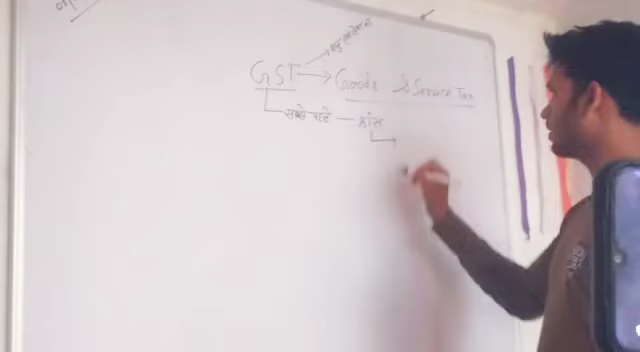 GST → Goods & Service Tax
सबसे पहले — फ्रांस